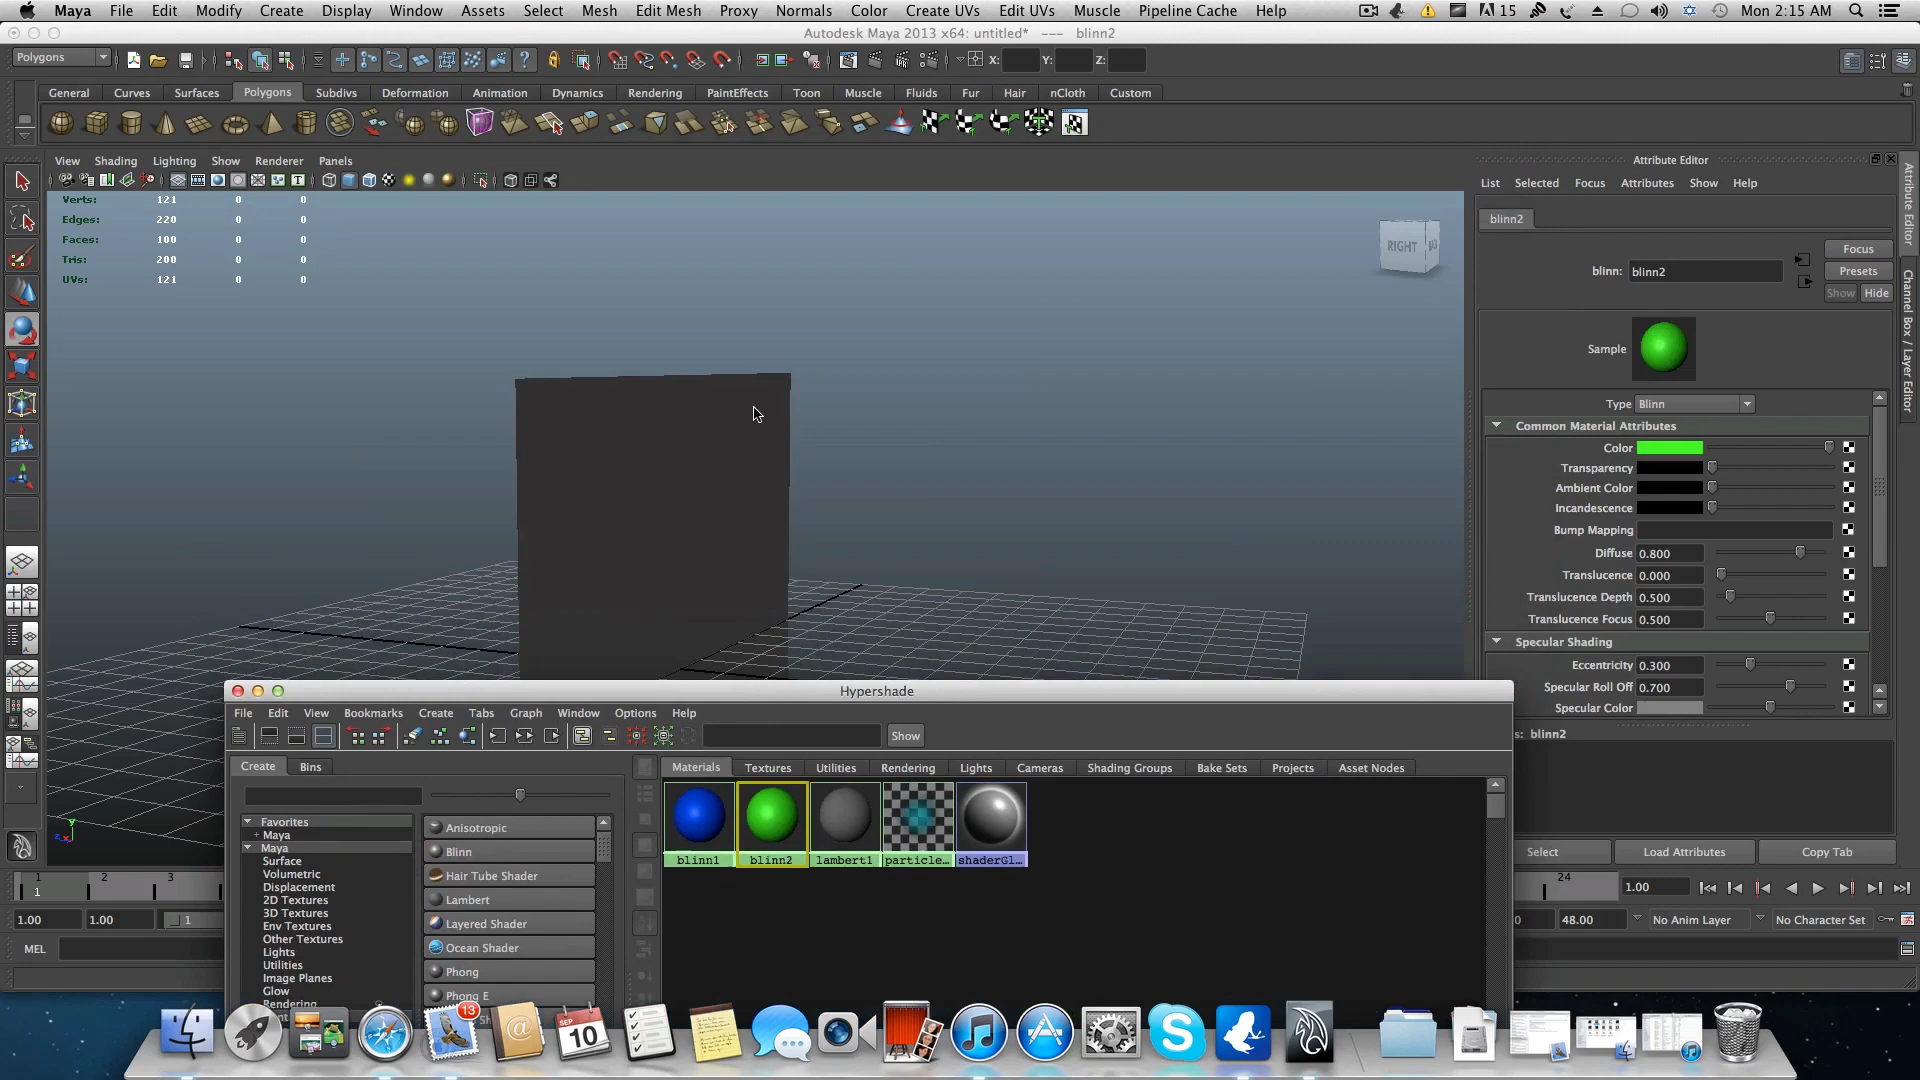 Maya File Edit Modify Create Display Window Assets Select Mesh Edit Mesh Proxy Normals Color Create UVs Edit UVs Muscle Pipeline Cache Help 15 Mon 2:15 AM
Autodesk Maya 2013 x64: untitled* --- blinn2
Polygons X: Y: Z:
General Curves Surfaces Polygons Subdivs Deformation Animation Dynamics Rendering PaintEffects Toon Muscle Fluids Fur Hair nCloth Custom
View Shading Lighting Show Renderer Panels
Verts: 121 0 0
Edges: 220 0 0
Faces: 100 0 0
Tris: 200 0 0
UVs: 121 0 0
RIGHT
Attribute Editor
List Selected Focus Attributes Show Help
blinn2
Focus
blinn: blinn2 Presets
Show Hide
Sample
Type Blinn
Common Material Attributes
Color
Transparency
Ambient Color
Incandescence
Bump Mapping
Diffuse 0.800
Translucence 0.000
Translucence Depth 0.500
Translucence Focus 0.500
Specular Shading
Eccentricity 0.300
Specular Roll Off 0.700
Specular Color
s: blinn2
Select Load Attributes Copy Tab
Attribute Editor
Channel Box / Layer Editor
Hypershade
File Edit View Bookmarks Create Tabs Graph Window Options Help
Show
Create Bins
Materials Textures Utilities Rendering Lights Cameras Shading Groups Bake Sets Projects Asset Nodes
Favorites
+ Maya
Maya
Surface
Volumetric
Displacement
2D Textures
3D Textures
Env Textures
Other Textures
Lights
Utilities
Image Planes
Glow
Rendering
Anisotropic
Blinn
Hair Tube Shader
Lambert
Layered Shader
Ocean Shader
Phong
Phong E
blinn1 blinn2 lambert1 particle... shaderGl...
1 2 3
1
24
1.00
1.00 1.00 1
0 48.00 No Anim Layer No Character Set
MEL
13
SEP
10